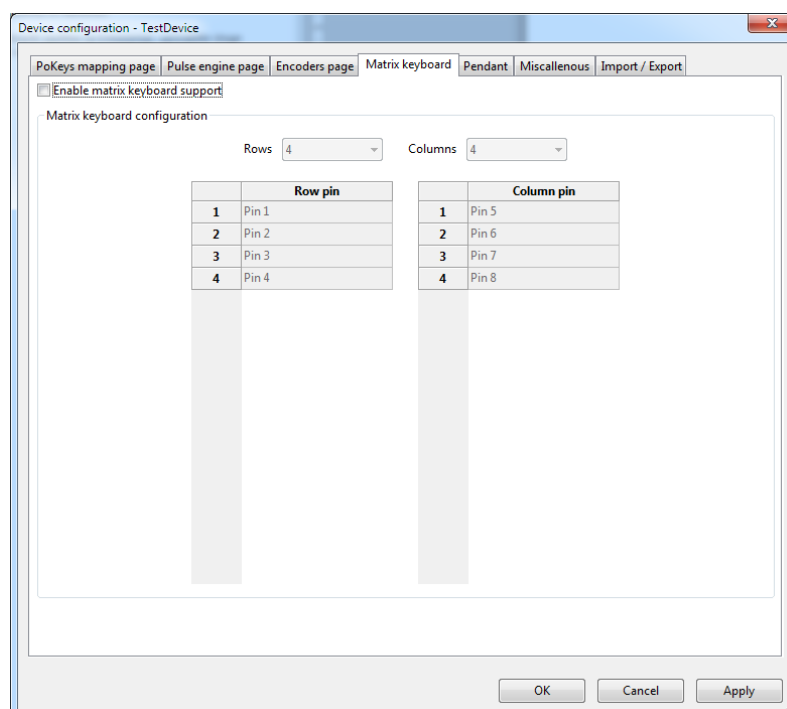 Device configuration - TestDevice
PoKeys mapping page Pulse engine page Encoders page Matrix keyboard Pendant Miscallenous Import / Export
Enable matrix keyboard support
Matrix keyboard configuration
Rows 4 Columns 4
Row pin Column pin
1 Pin 1 1 Pin 5
2 Pin 2 2 Pin 6
3 Pin 3 3 Pin 7
4 Pin 4 4 Pin 8
OK Cancel Apply